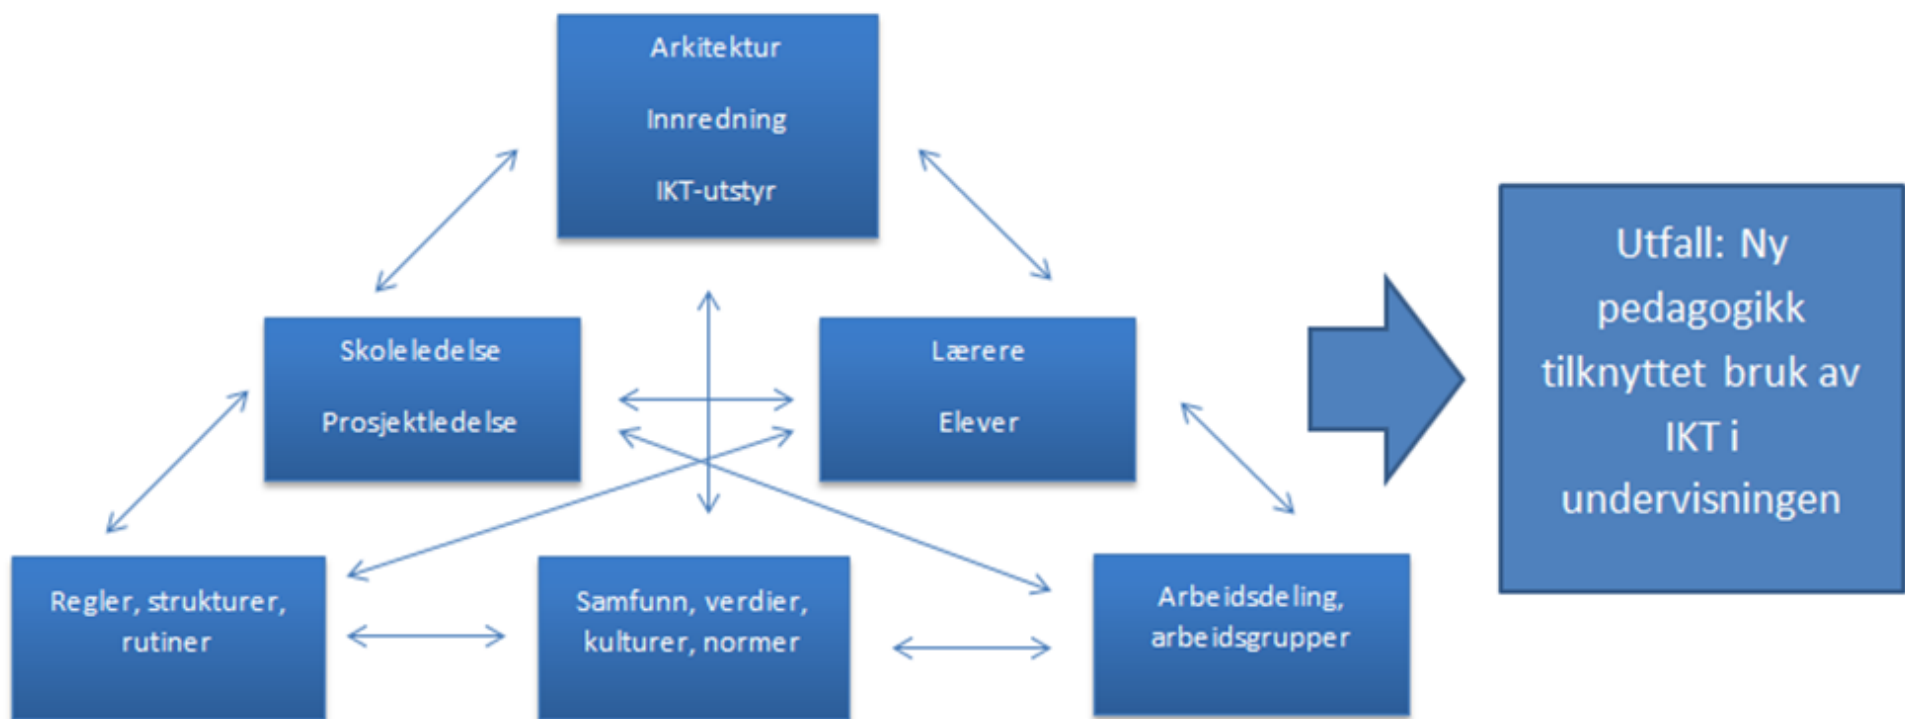 Arkitektur
Innredning
IKT-utstyr
Skoleledelse
Prosjektledelse
Lærere
Elever
Regler, strukturer,
rutiner
Samfunn, verdier,
kulturer, normer
Arbeidsdeling,
arbeidsgrupper
Utfall: Ny
pedagogikk
tilknyttet bruk av
IKT i
undervisningen